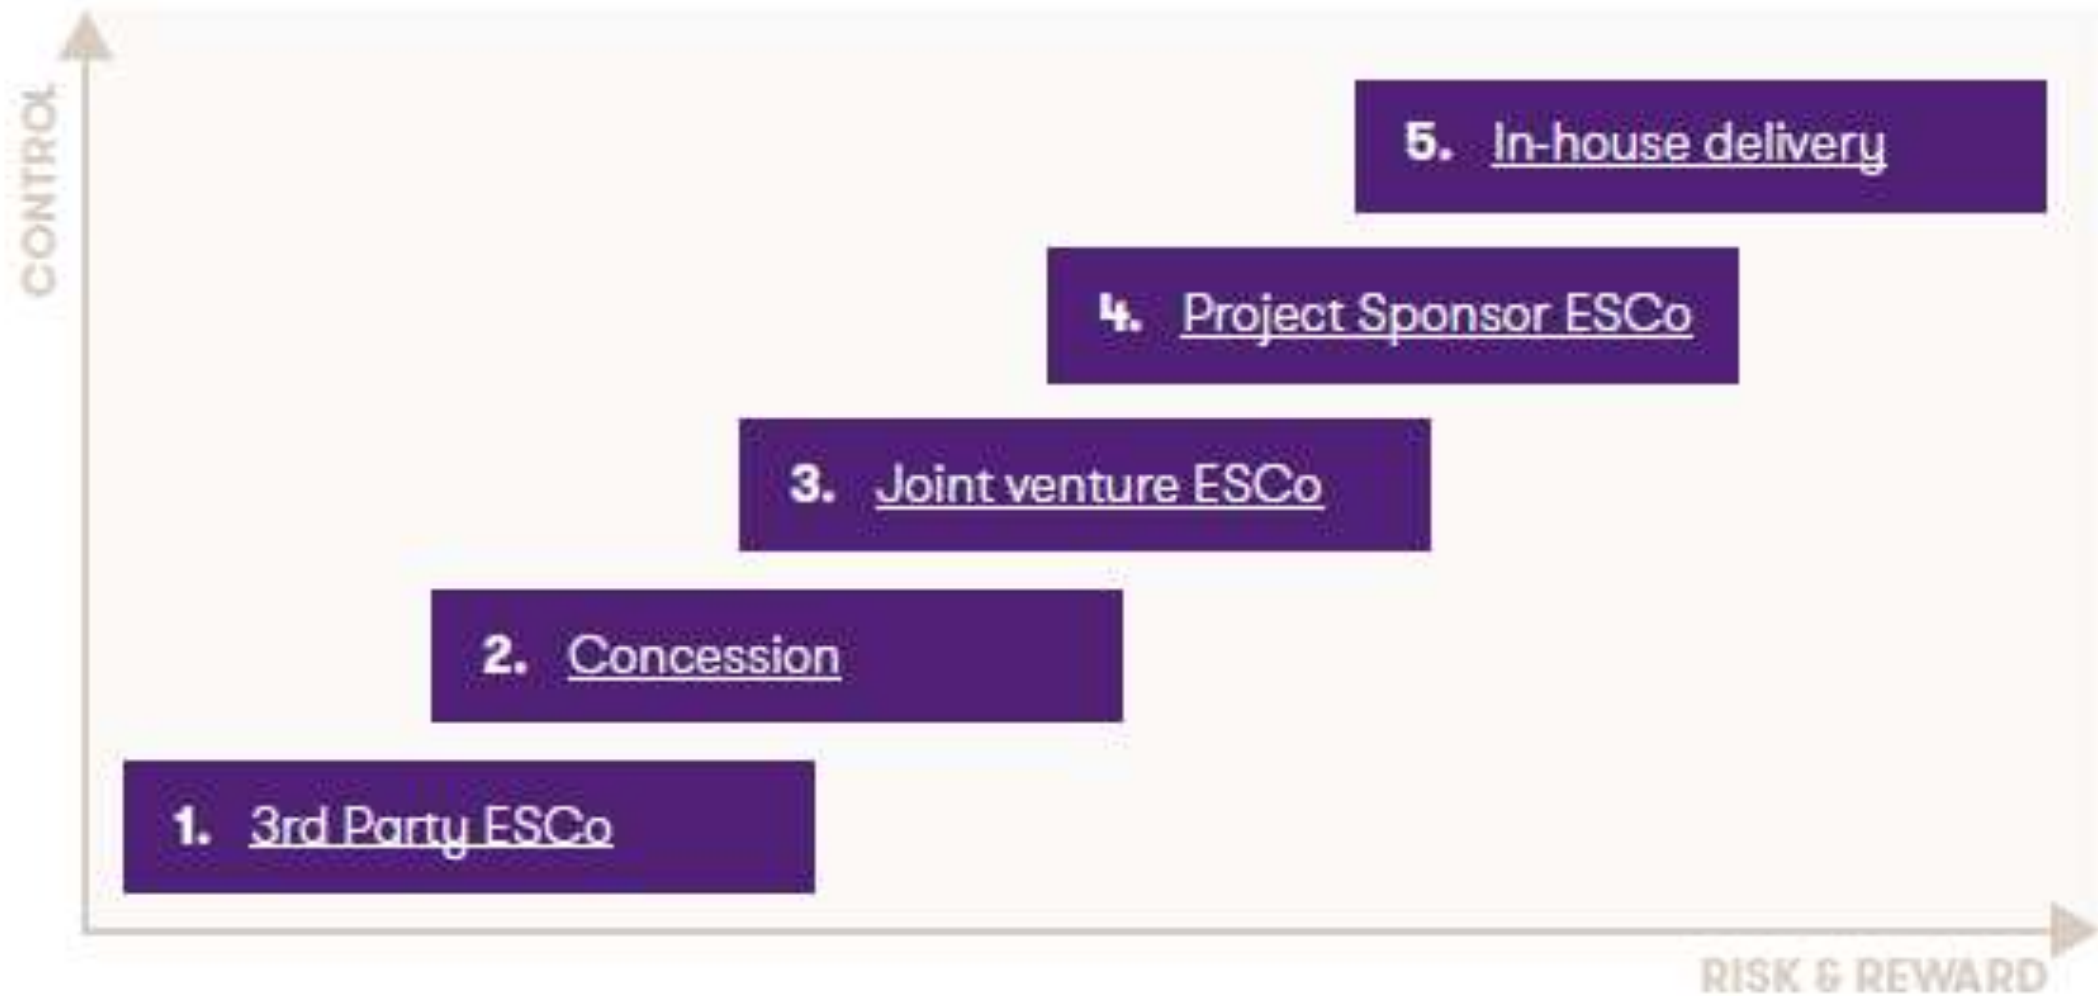 CONTROL
5. In-house delivery
4. Project Sponsor ESCo
3. Joint venture ESCo
2. Concession
1. 3rd Party ESCo
RISK & REWARD